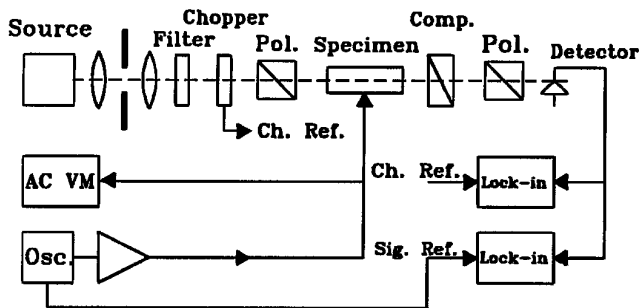 Source
Filter
Chopper
Pol.
Specimen
Comp.
Pol.
Detector
Ch. Ref.
AC VM
Ch. Ref.
Lock-in
Osc.
Sig. Ref.
Lock-in